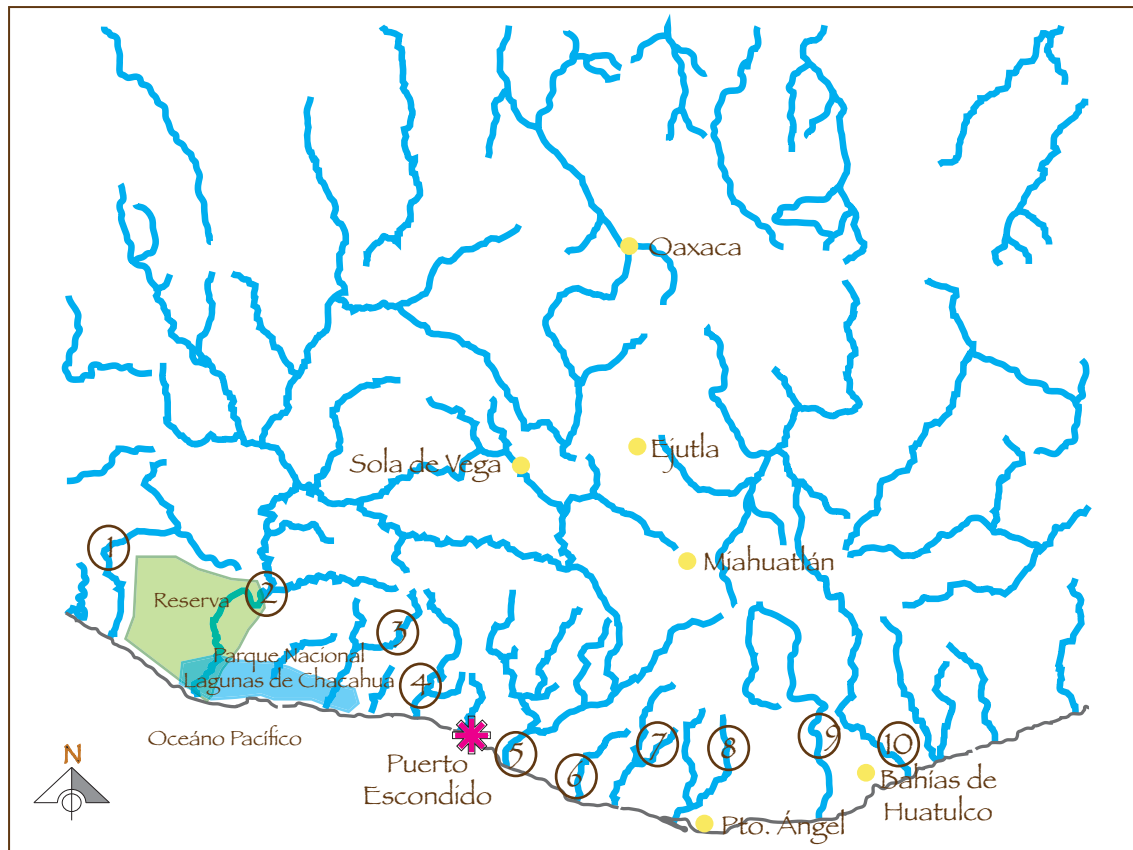 Oaxaca
Ejutla
Sola de Vega
1
Miahuatlán
2
Reserva
3
Parque Nacional
Lagunas de Chacahua
4
Océano Pacífico
5
6
7
8
9
10
N
Puerto
Escondido
Bahías de
Huatulco
Pto. Ángel